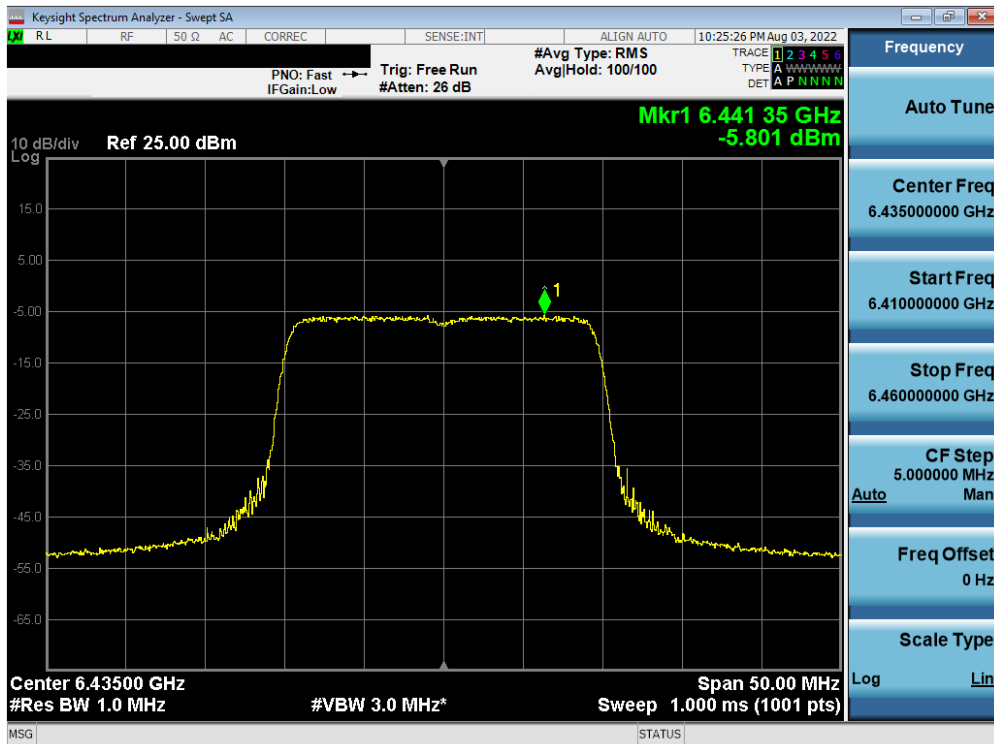 Keysight Spectrum Analyzer - Swept SA
LXI RL RF 50 Ω AC CORREC SENSE:INT ALIGN AUTO 10:25:26 PM Aug 03, 2022
PNO: Fast
IFGain:Low
Trig: Free Run
#Atten: 26 dB
#Avg Type: RMS
Avg|Hold: 100/100
TRACE 1 2 3 4 5 6
TYPE A WWWWW
DET A P N N N N
Mkr1 6.441 35 GHz
-5.801 dBm
10 dB/div Ref 25.00 dBm
Log
15.0
5.00
1
-5.00
-15.0
-25.0
-35.0
-45.0
-55.0
-65.0
Center 6.43500 GHz Span 50.00 MHz
#Res BW 1.0 MHz #VBW 3.0 MHz* Sweep 1.000 ms (1001 pts)
MSG STATUS
Frequency
Auto Tune
Center Freq
6.435000000 GHz
Start Freq
6.410000000 GHz
Stop Freq
6.460000000 GHz
CF Step
5.000000 MHz
Auto Man
Freq Offset
0 Hz
Scale Type
Log Lin